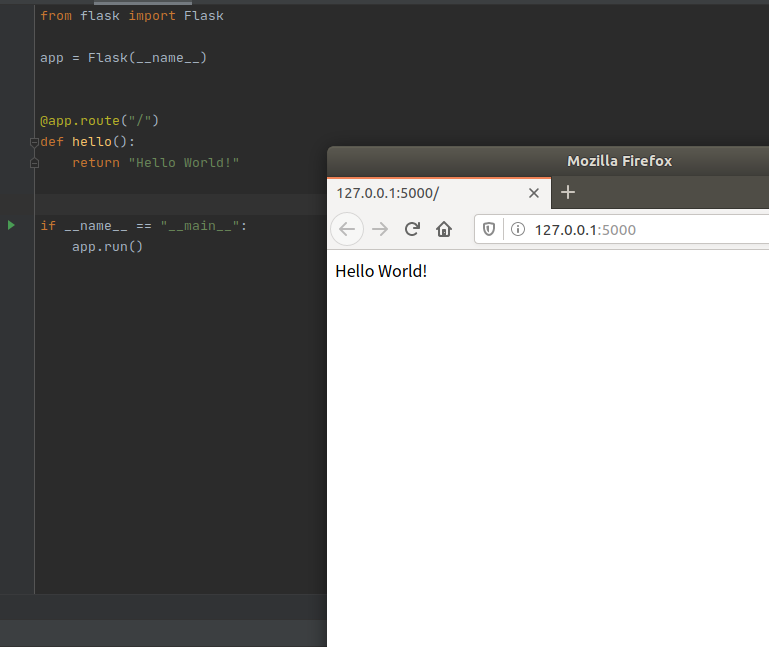 from flask import Flask
app = Flask(__name__)
@app.route("/")
def hello():
    return "Hello World!"
if __name__ == "__main__":
    app.run()
Mozilla Firefox
127.0.0.1:5000/
127.0.0.1:5000
Hello World!